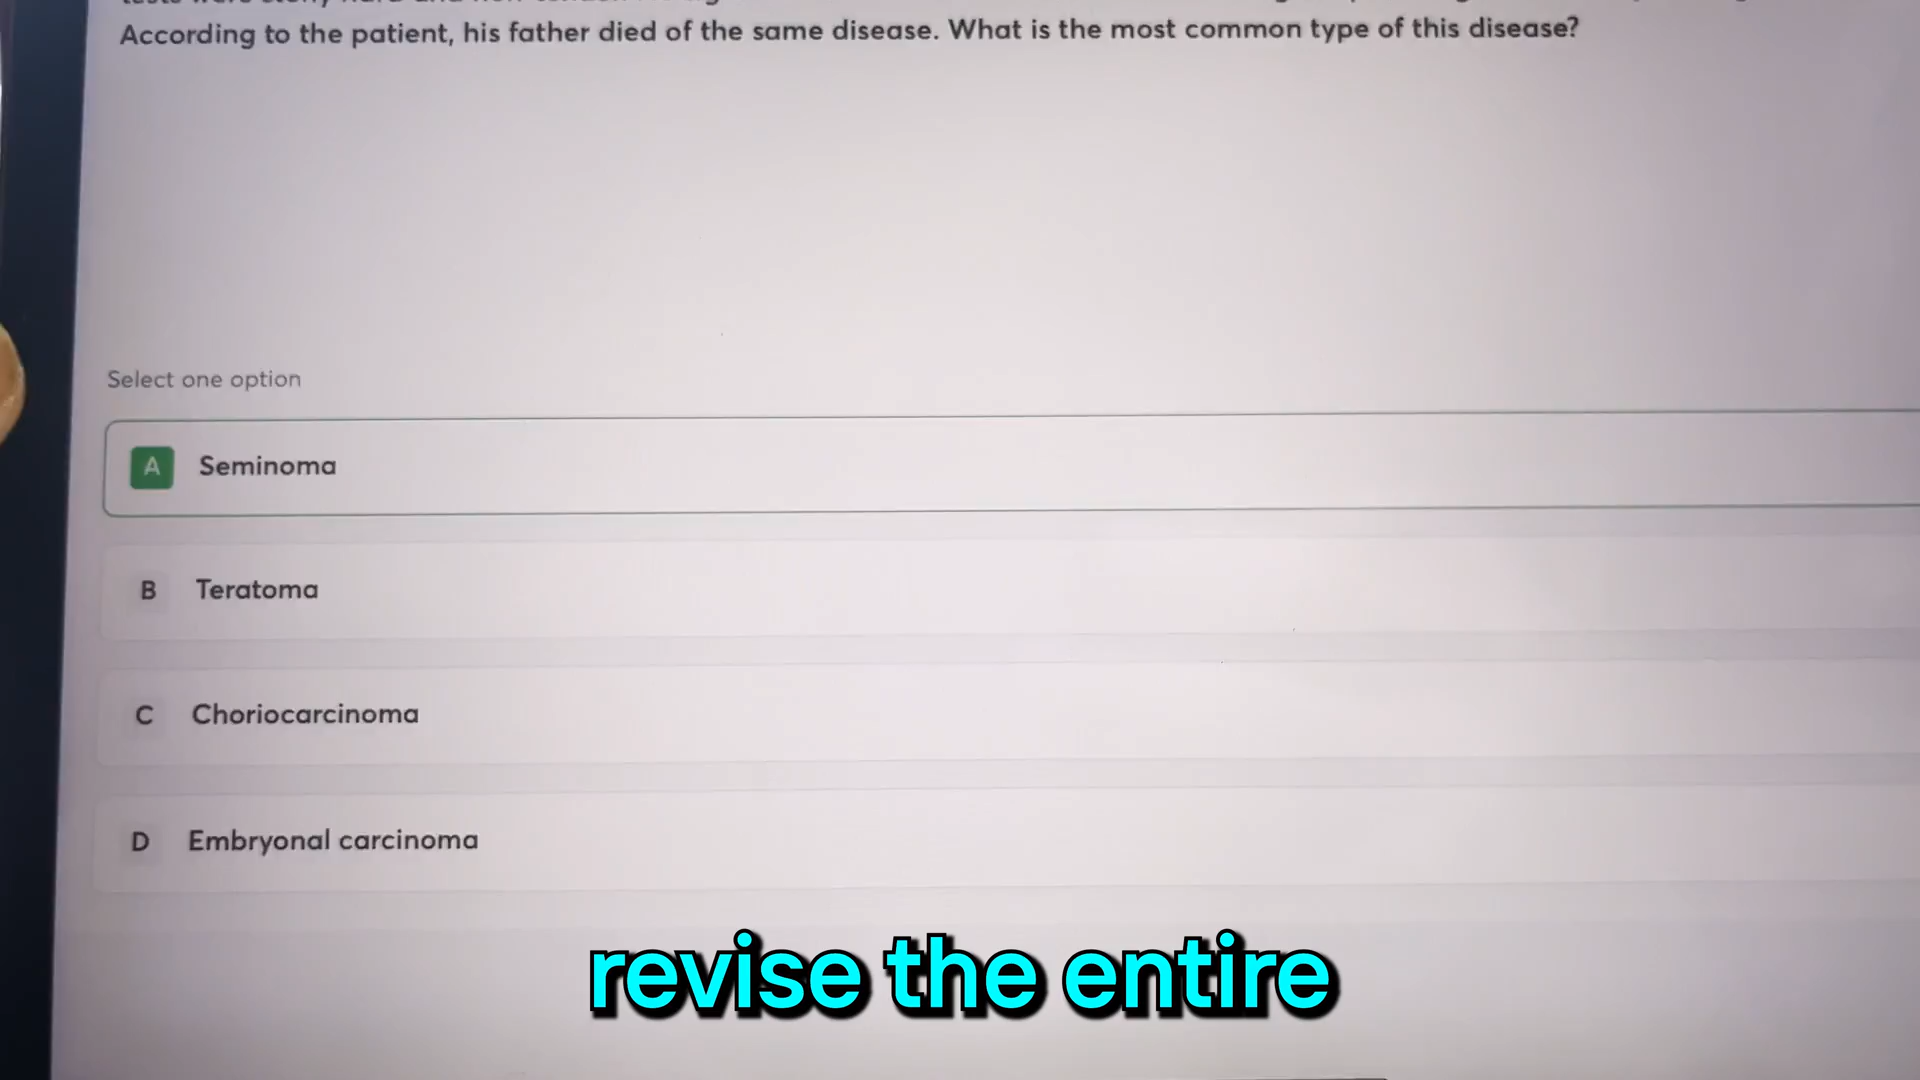 According to the patient, his father died of the same disease. What is the most common type of this disease?
Select one option
A Seminoma
B Teratoma
C Choriocarcinoma
D Embryonal carcinoma
revise the entire